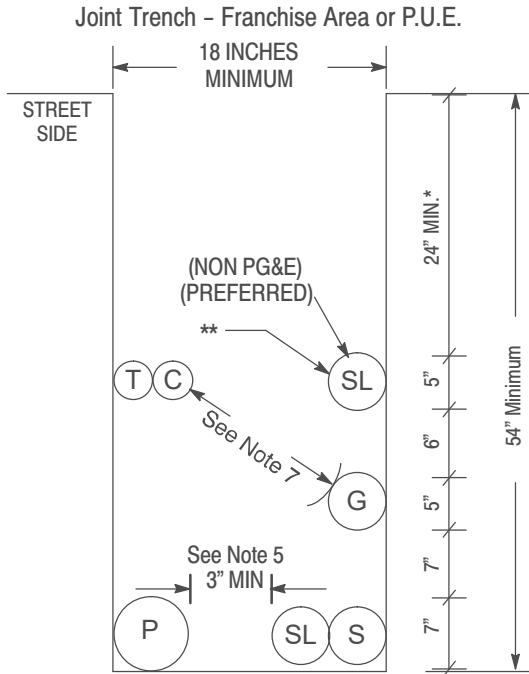 Joint Trench – Franchise Area or P.U.E.
18 INCHES
MINIMUM
STREET
SIDE
24” MIN.*
(NON PG&E)
(PREFERRED)
**
T
C
SL
5”
54” Minimum
See Note 7
6”
G
5”
See Note 5
3” MIN
7”
P
SL
S
7”